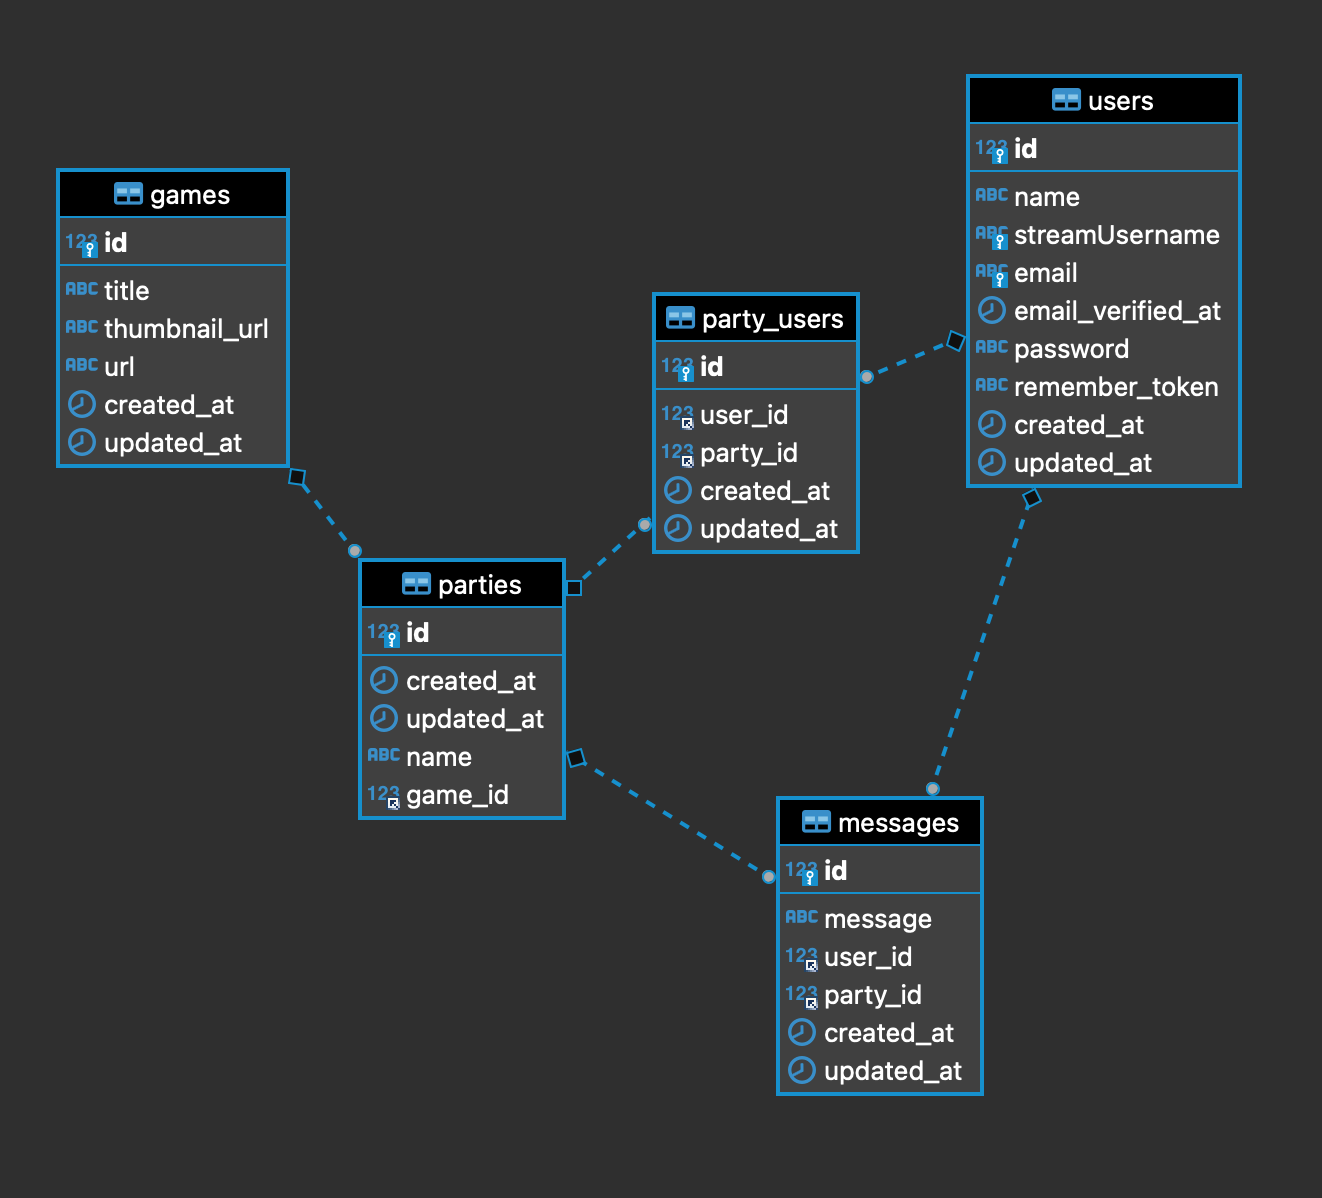 games
123 id
ABC title
ABC thumbnail_url
ABC url
created_at
updated_at
parties
123 id
created_at
updated_at
ABC name
123 game_id
party_users
123 id
123 user_id
123 party_id
created_at
updated_at
users
123 id
ABC name
ABC streamUsername
ABC email
email_verified_at
ABC password
ABC remember_token
created_at
updated_at
messages
123 id
ABC message
123 user_id
123 party_id
created_at
updated_at